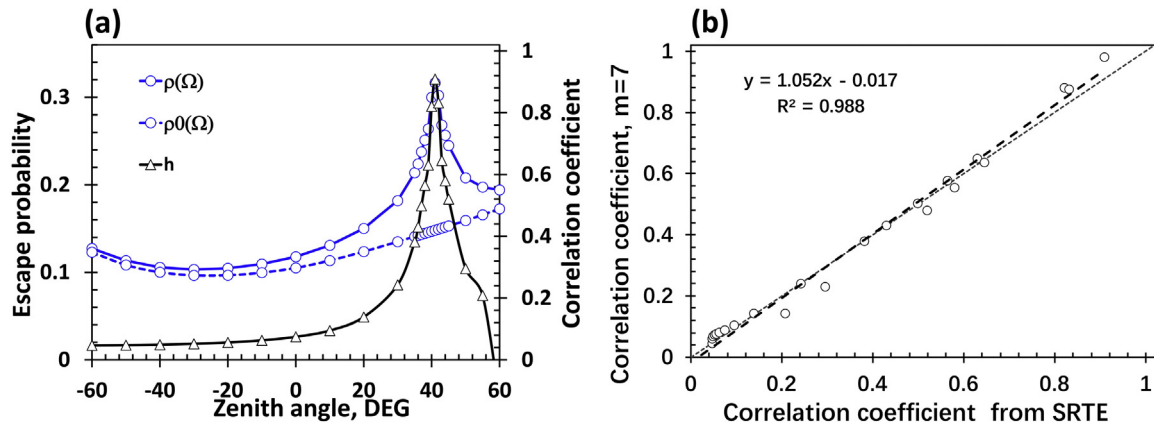 (a)
ρ(Ω)
ρ0(Ω)
h
Escape probability
0
0.1
0.2
0.3
Correlation coefficient
0
0.2
0.4
0.6
0.8
1
-60
-40
-20
0
20
40
60
Zenith angle, DEG
(b)
y = 1.052x - 0.017
R² = 0.988
Correlation coefficient, m=7
1
0.8
0.6
0.4
0.2
0
0
0.2
0.4
0.6
0.8
1
Correlation coefficient from SRTE